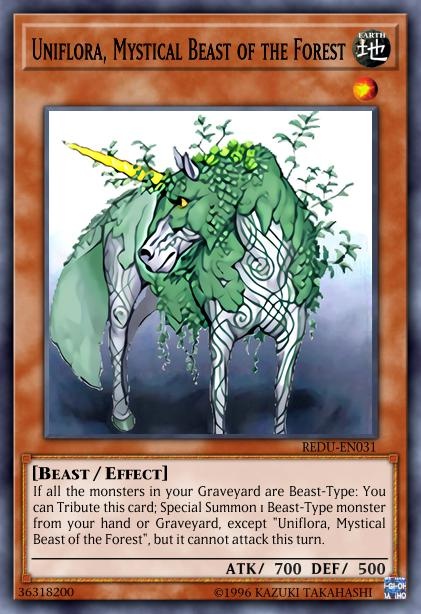 UNIFLORA, MYSTICAL BEAST OF THE FOREST
EARTH
地
REDU-EN031
[BEAST / EFFECT]
If all the monsters in your Graveyard are Beast-Type: You
can Tribute this card; Special Summon 1 Beast-Type monster
from your hand or Graveyard, except "Uniflora, Mystical
Beast of the Forest", but it cannot attack this turn.
ATK/ 700 DEF/ 500
36318200
©1996 KAZUKI TAKAHASHI